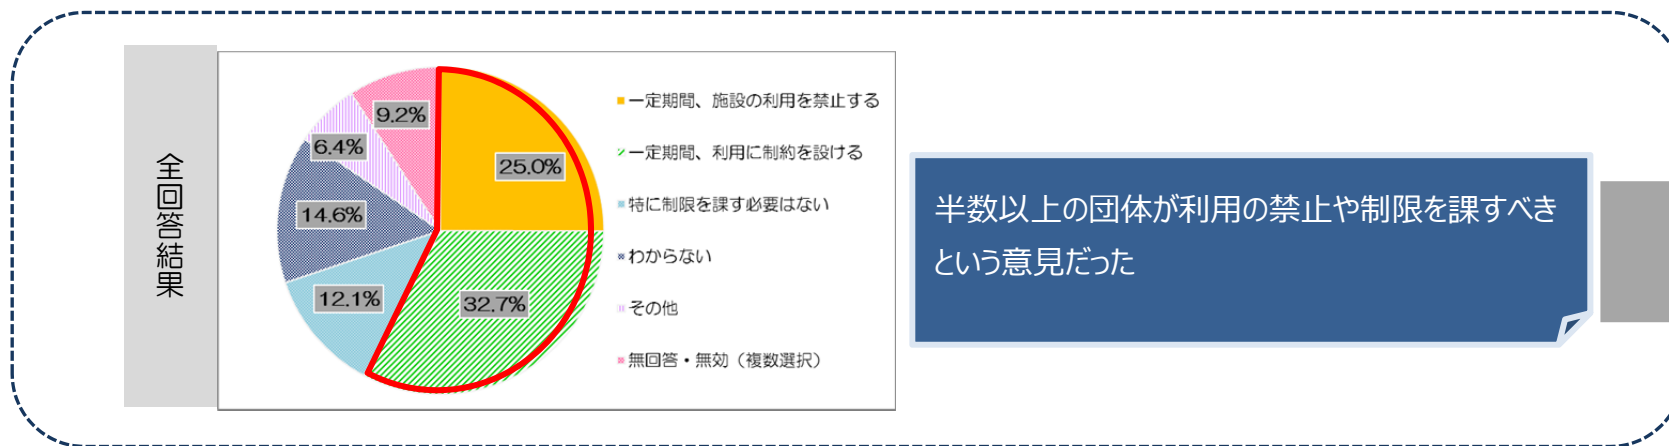 全回答結果
9.2%
6.4%
14.6%
12.1%
32.7%
25.0%
一定期間、施設の利用を禁止する
一定期間、利用に制約を設ける
特に制限を課す必要はない
わからない
その他
無回答・無効（複数選択）
半数以上の団体が利用の禁止や制限を課すべき
という意見だった